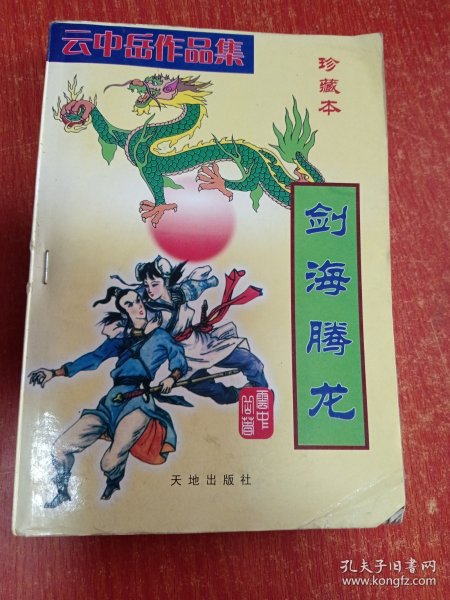 云中岳作品集
珍藏本
剑海腾龙
雲中岳著
天地出版社
孔夫子旧书网
www.kongfz.com